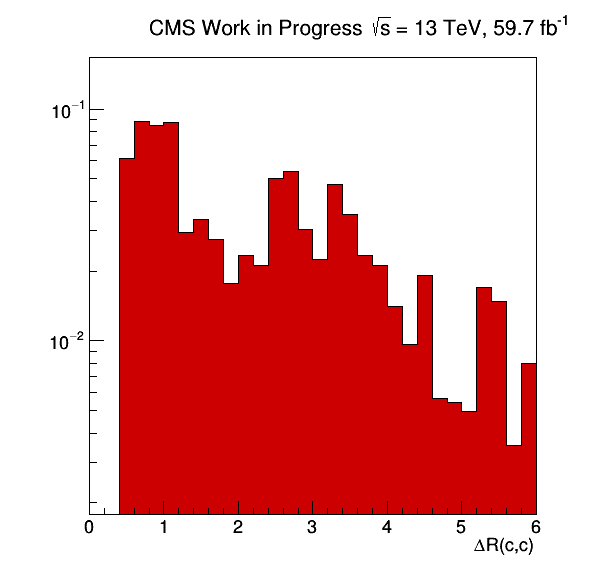 CMS Work in Progress √s = 13 TeV, 59.7 fb⁻¹
10⁻¹
10⁻²
0 1 2 3 4 5 6
ΔR(c,c)